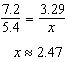 7.2/5.4 = 3.29/x
x ≈ 2.47